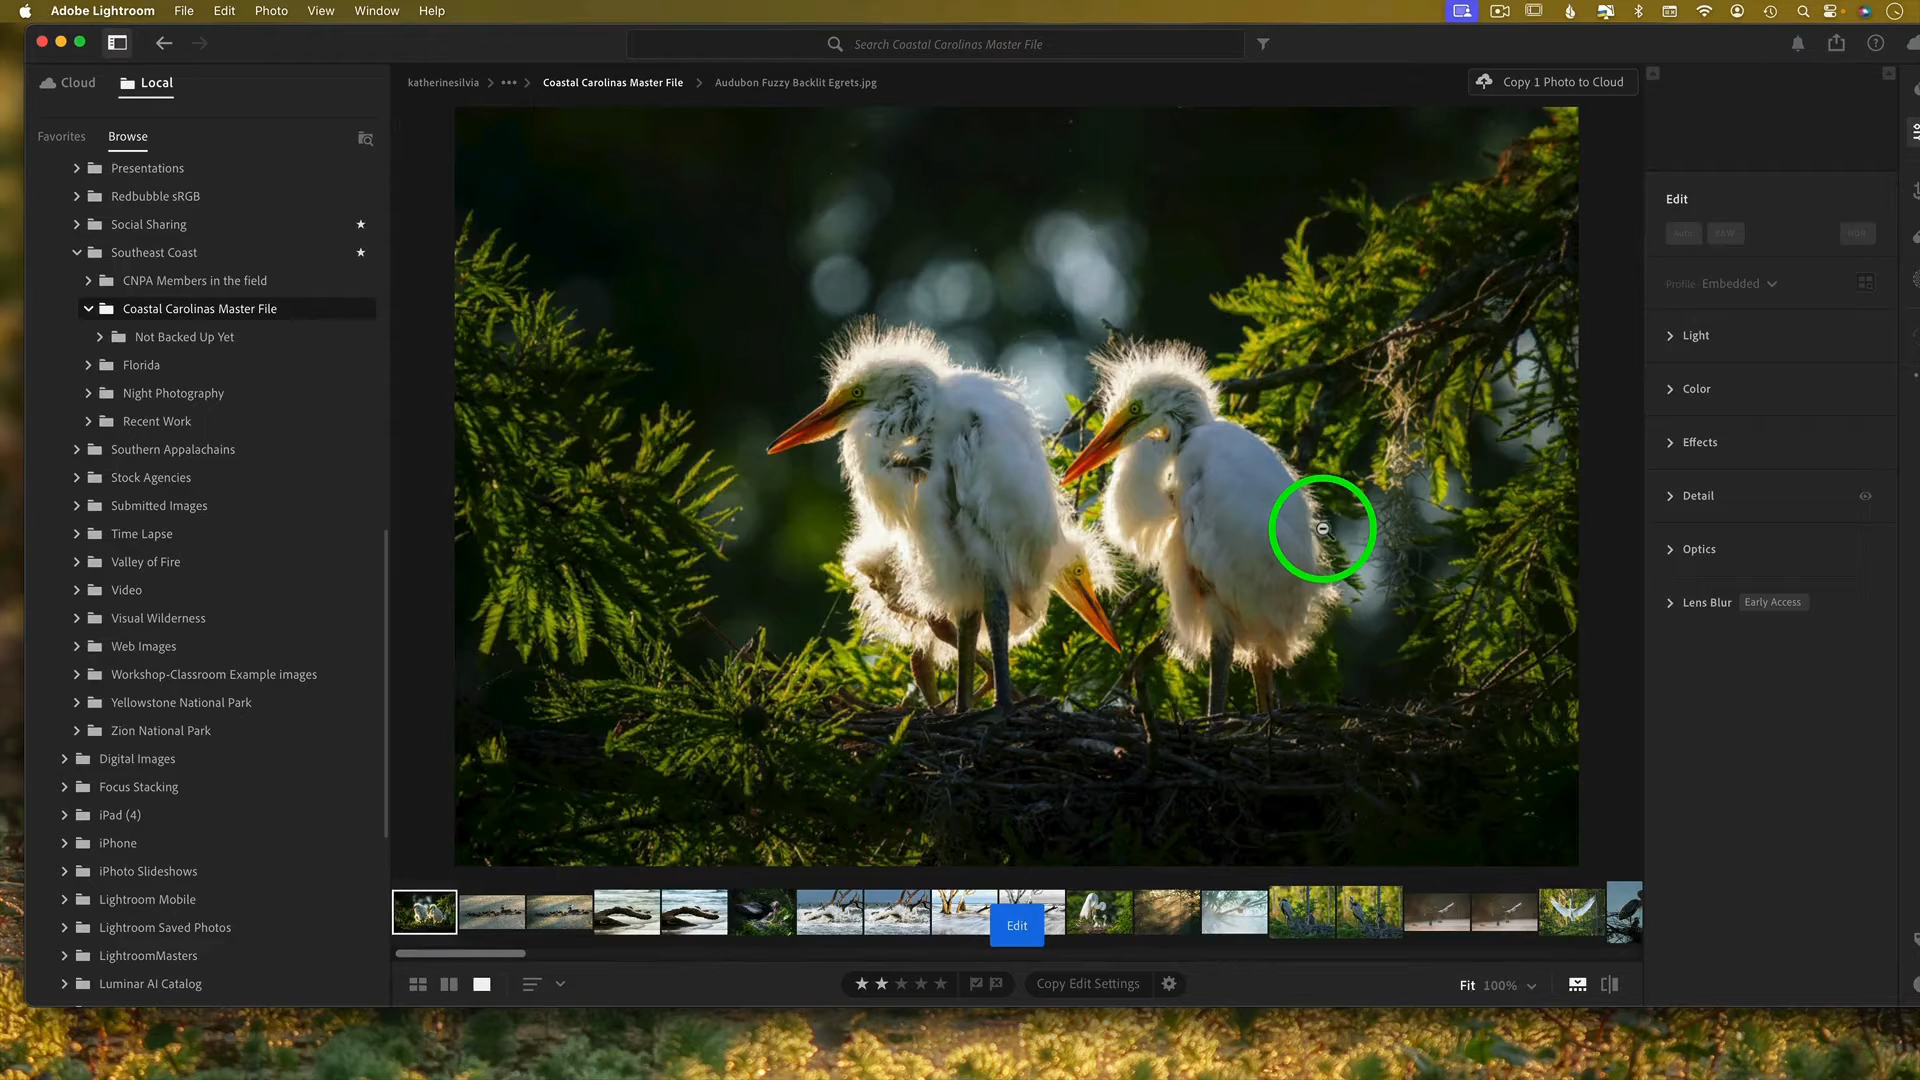 Adobe Lightroom File Edit Photo View Window Help
Search Coastal Carolinas Master File
Cloud Local
katherinesilvia > ••• > Coastal Carolinas Master File > Audubon Fuzzy Backlit Egrets.jpg
Copy 1 Photo to Cloud
Favorites Browse
Presentations
Redbubble sRGB
Social Sharing
Southeast Coast
CNPA Members in the field
Coastal Carolinas Master File
Not Backed Up Yet
Florida
Night Photography
Recent Work
Southern Appalachains
Stock Agencies
Submitted Images
Time Lapse
Valley of Fire
Video
Visual Wilderness
Web Images
Workshop-Classroom Example images
Yellowstone National Park
Zion National Park
Digital Images
Focus Stacking
iPad (4)
iPhone
iPhoto Slideshows
Lightroom Mobile
Lightroom Saved Photos
LightroomMasters
Luminar AI Catalog
Edit
Auto RAW HDR
Profile Embedded
Light
Color
Effects
Detail
Optics
Lens Blur Early Access
Edit
Copy Edit Settings
Fit 100%